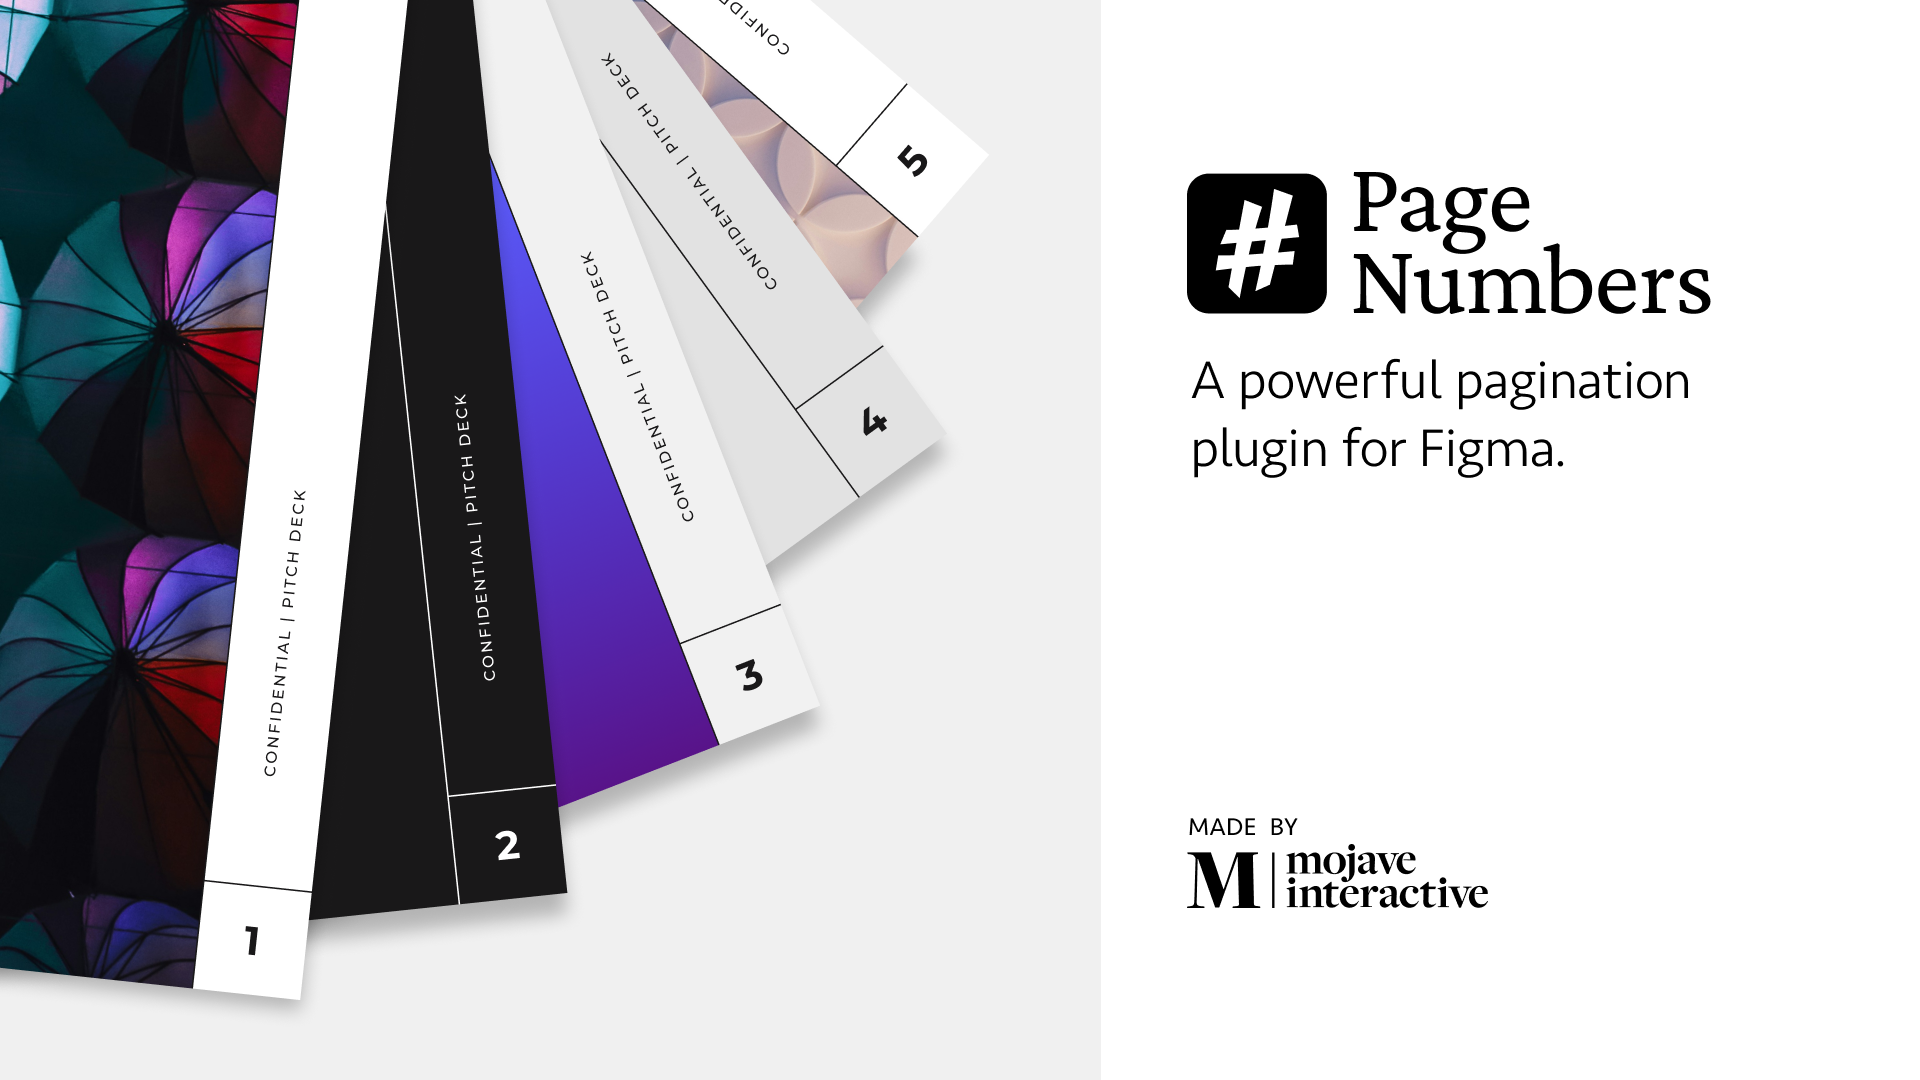 CONFIDENTIAL | PITCH DECK
1
CONFIDENTIAL | PITCH DECK
2
CONFIDENTIAL | PITCH DECK
3
CONFIDENTIAL | PITCH DECK
4
5
#
Page
Numbers
A powerful pagination
plugin for Figma.
MADE BY
M | mojave
interactive